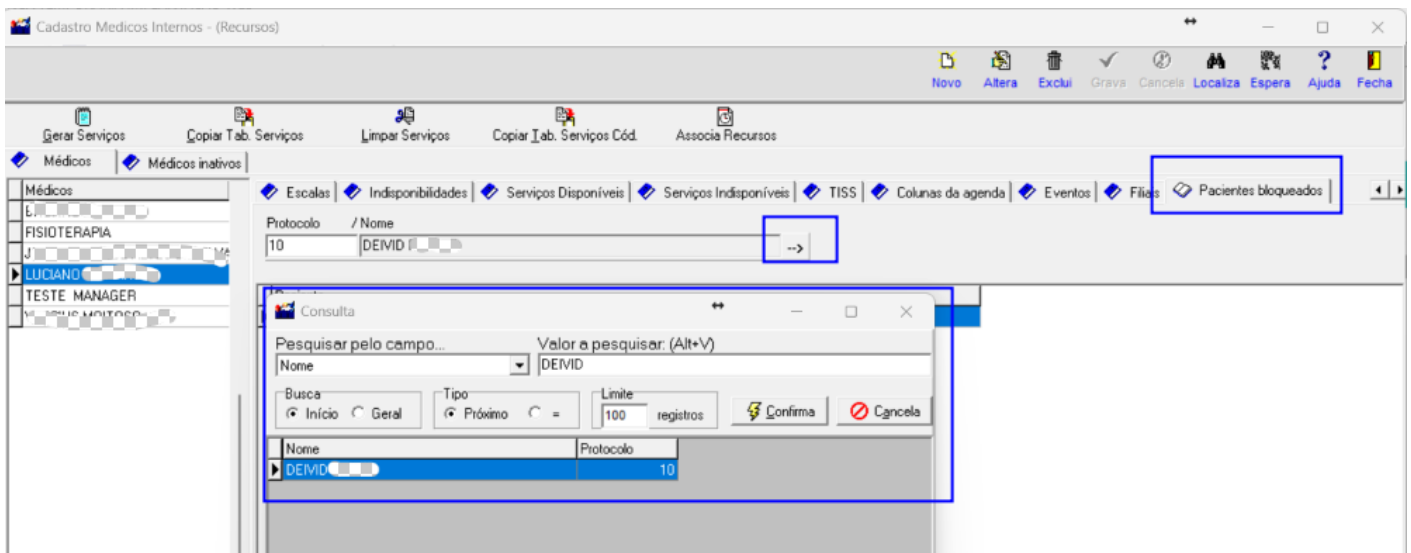 Cadastro Medicos Internos - (Recursos)
Novo Altera Exclui Grava Cancela Localiza Espera Ajuda Fecha
Gerar Serviços Copiar Tab. Serviços Limpar Serviços Copiar Tab. Serviços Cód. Associa Recursos
Médicos Médicos inativos
Médicos
FISIOTERAPIA
LUCIANO
TESTE MANAGER
Escalas Indisponibilidades Serviços Disponíveis Serviços Indisponíveis TISS Colunas da agenda Eventos Filiais Pacientes bloqueados
Protocolo / Nome
10 DEIVID -->
Consulta
Pesquisar pelo campo... Valor a pesquisar: (Alt+V)
Nome DEIVID
Busca Tipo Limite
Início Geral Próximo = 100 registros Confirma Cancela
Nome Protocolo
DEIVID 10